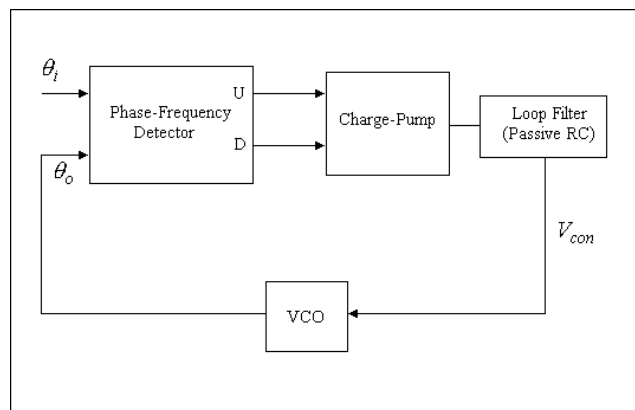 θi
U
Phase-Frequency
Detector
D
Charge-Pump
Loop Filter
(Passive RC)
θo
Vcon
VCO